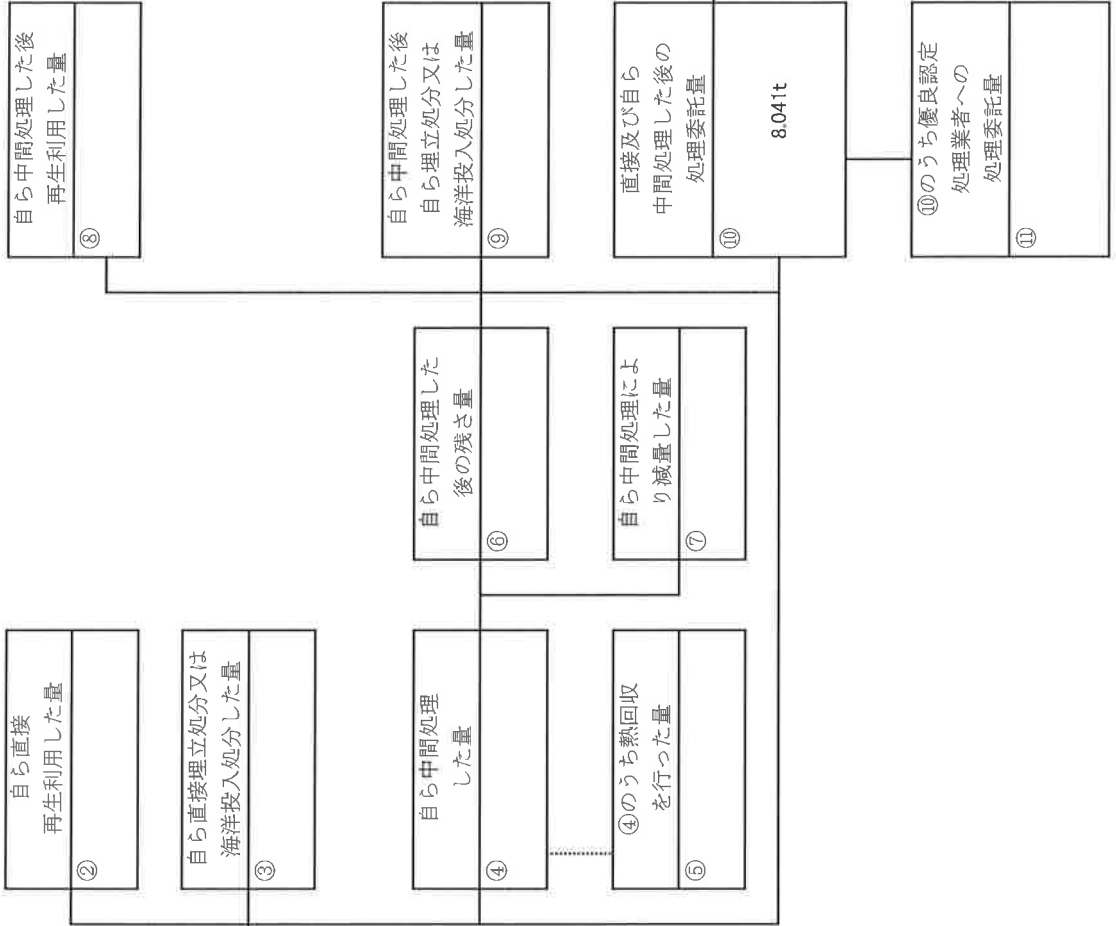 自ら直接
再生利用した量
②
自ら直接埋立処分又は
海洋投入処分した量
③
自ら中間処理
した量
④
④のうち熱回収
を行った量
⑤
自ら中間処理した
後の残さ量
⑥
自ら中間処理によ
り減量した量
⑦
自ら中間処理した後
再生利用した量
⑧
自ら中間処理した後
自ら埋立処分又は
海洋投入処分した量
⑨
直接及び自ら
中間処理した後の
処理委託量
⑩
8.041t
⑩のうち優良認定
処理業者への
処理委託量
⑪